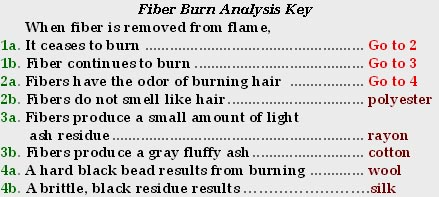 Fiber Burn Analysis Key
When fiber is removed from flame,
1a. It ceases to burn ........................................ Go to 2
1b. Fiber continues to burn ............................... Go to 3
2a. Fibers have the odor of burning hair ............... Go to 4
2b. Fibers do not smell like hair......................... polyester
3a. Fibers produce a small amount of light
ash residue ............................................. rayon
3b. Fibers produce a gray fluffy ash.................... cotton
4a. A hard black bead results from burning ........... wool
4b. A brittle, black residue results ......................silk